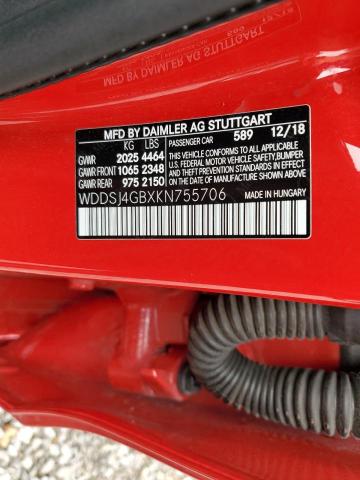 MFD BY DAIMLER AG STUTTGART
KG LBS PASSENGER CAR 589 12/18
GVWR 2025 4464
GWR FRONT 1065 2348
GAWR REAR 975 2150
THIS VEHICLE CONFORMS TO ALL APPLICABLE
U.S. FEDERAL MOTOR VEHICLE SAFETY,BUMPER
AND THEFT PREVENTION STANDARDS IN EFFECT
ON THE DATE OF MANUFACTURE SHOWN ABOVE.
WDDSJ4GBXKN755706
MADE IN HUNGARY